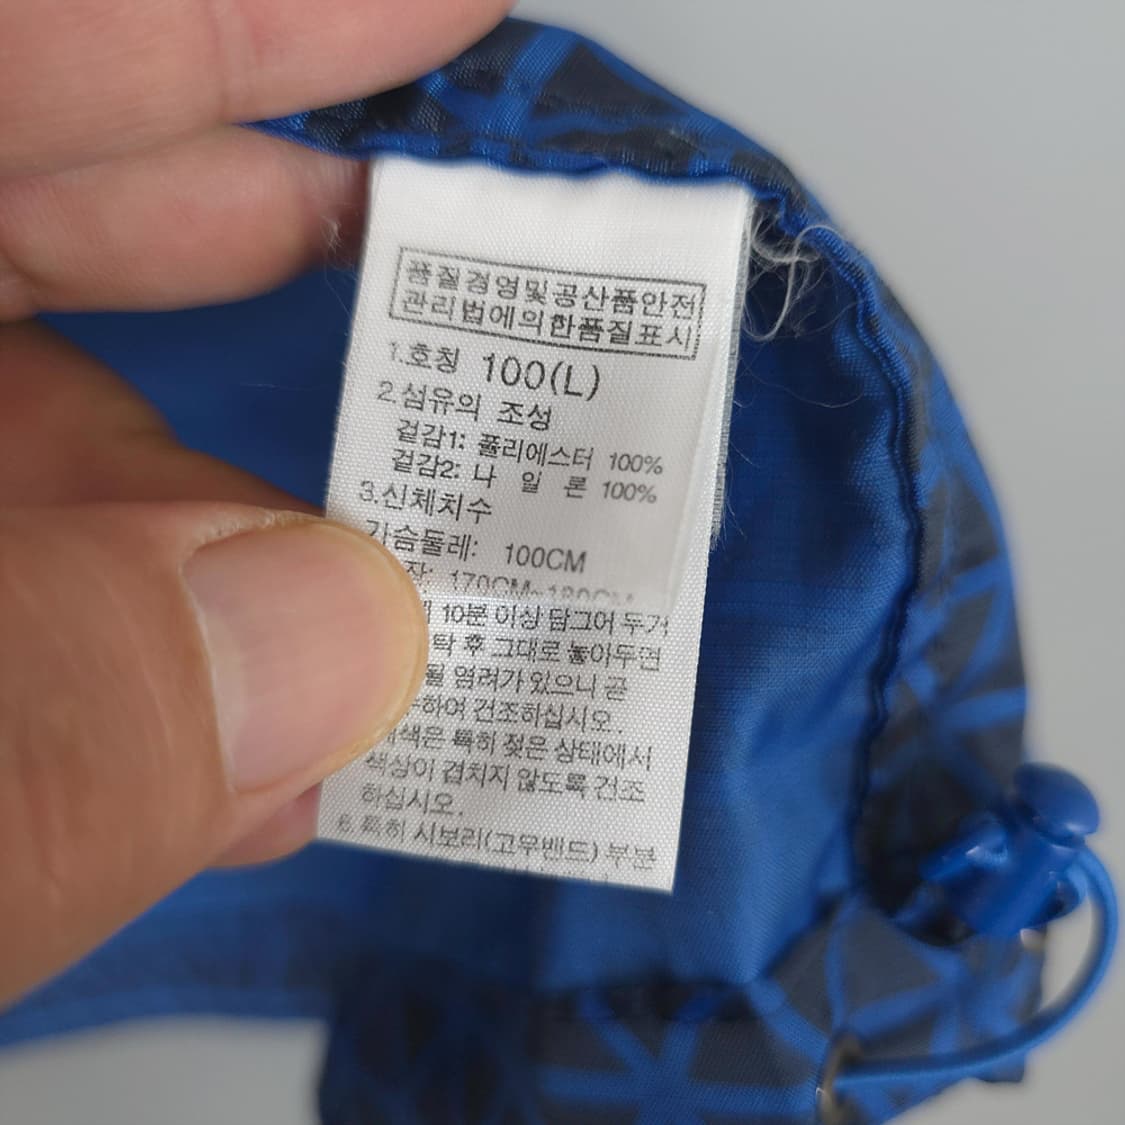 품질경영및공산품안전
관리법에의한품질표시
1.호칭 100(L)
2.섬유의 조성
겉감1: 폴리에스터 100%
겉감2: 나 일 론 100%
3.신체치수
가슴둘레: 100CM
170CM~180CM
10분 이상 담그어 두거
탁 후 그대로 놓아두면
염려가 있으니 곧
하여 건조하십시오.
색은 특히 젖은 상태에서
색상이 겹치지 않도록 건조
하십시오.
6.특히 시보리(고무밴드) 부분